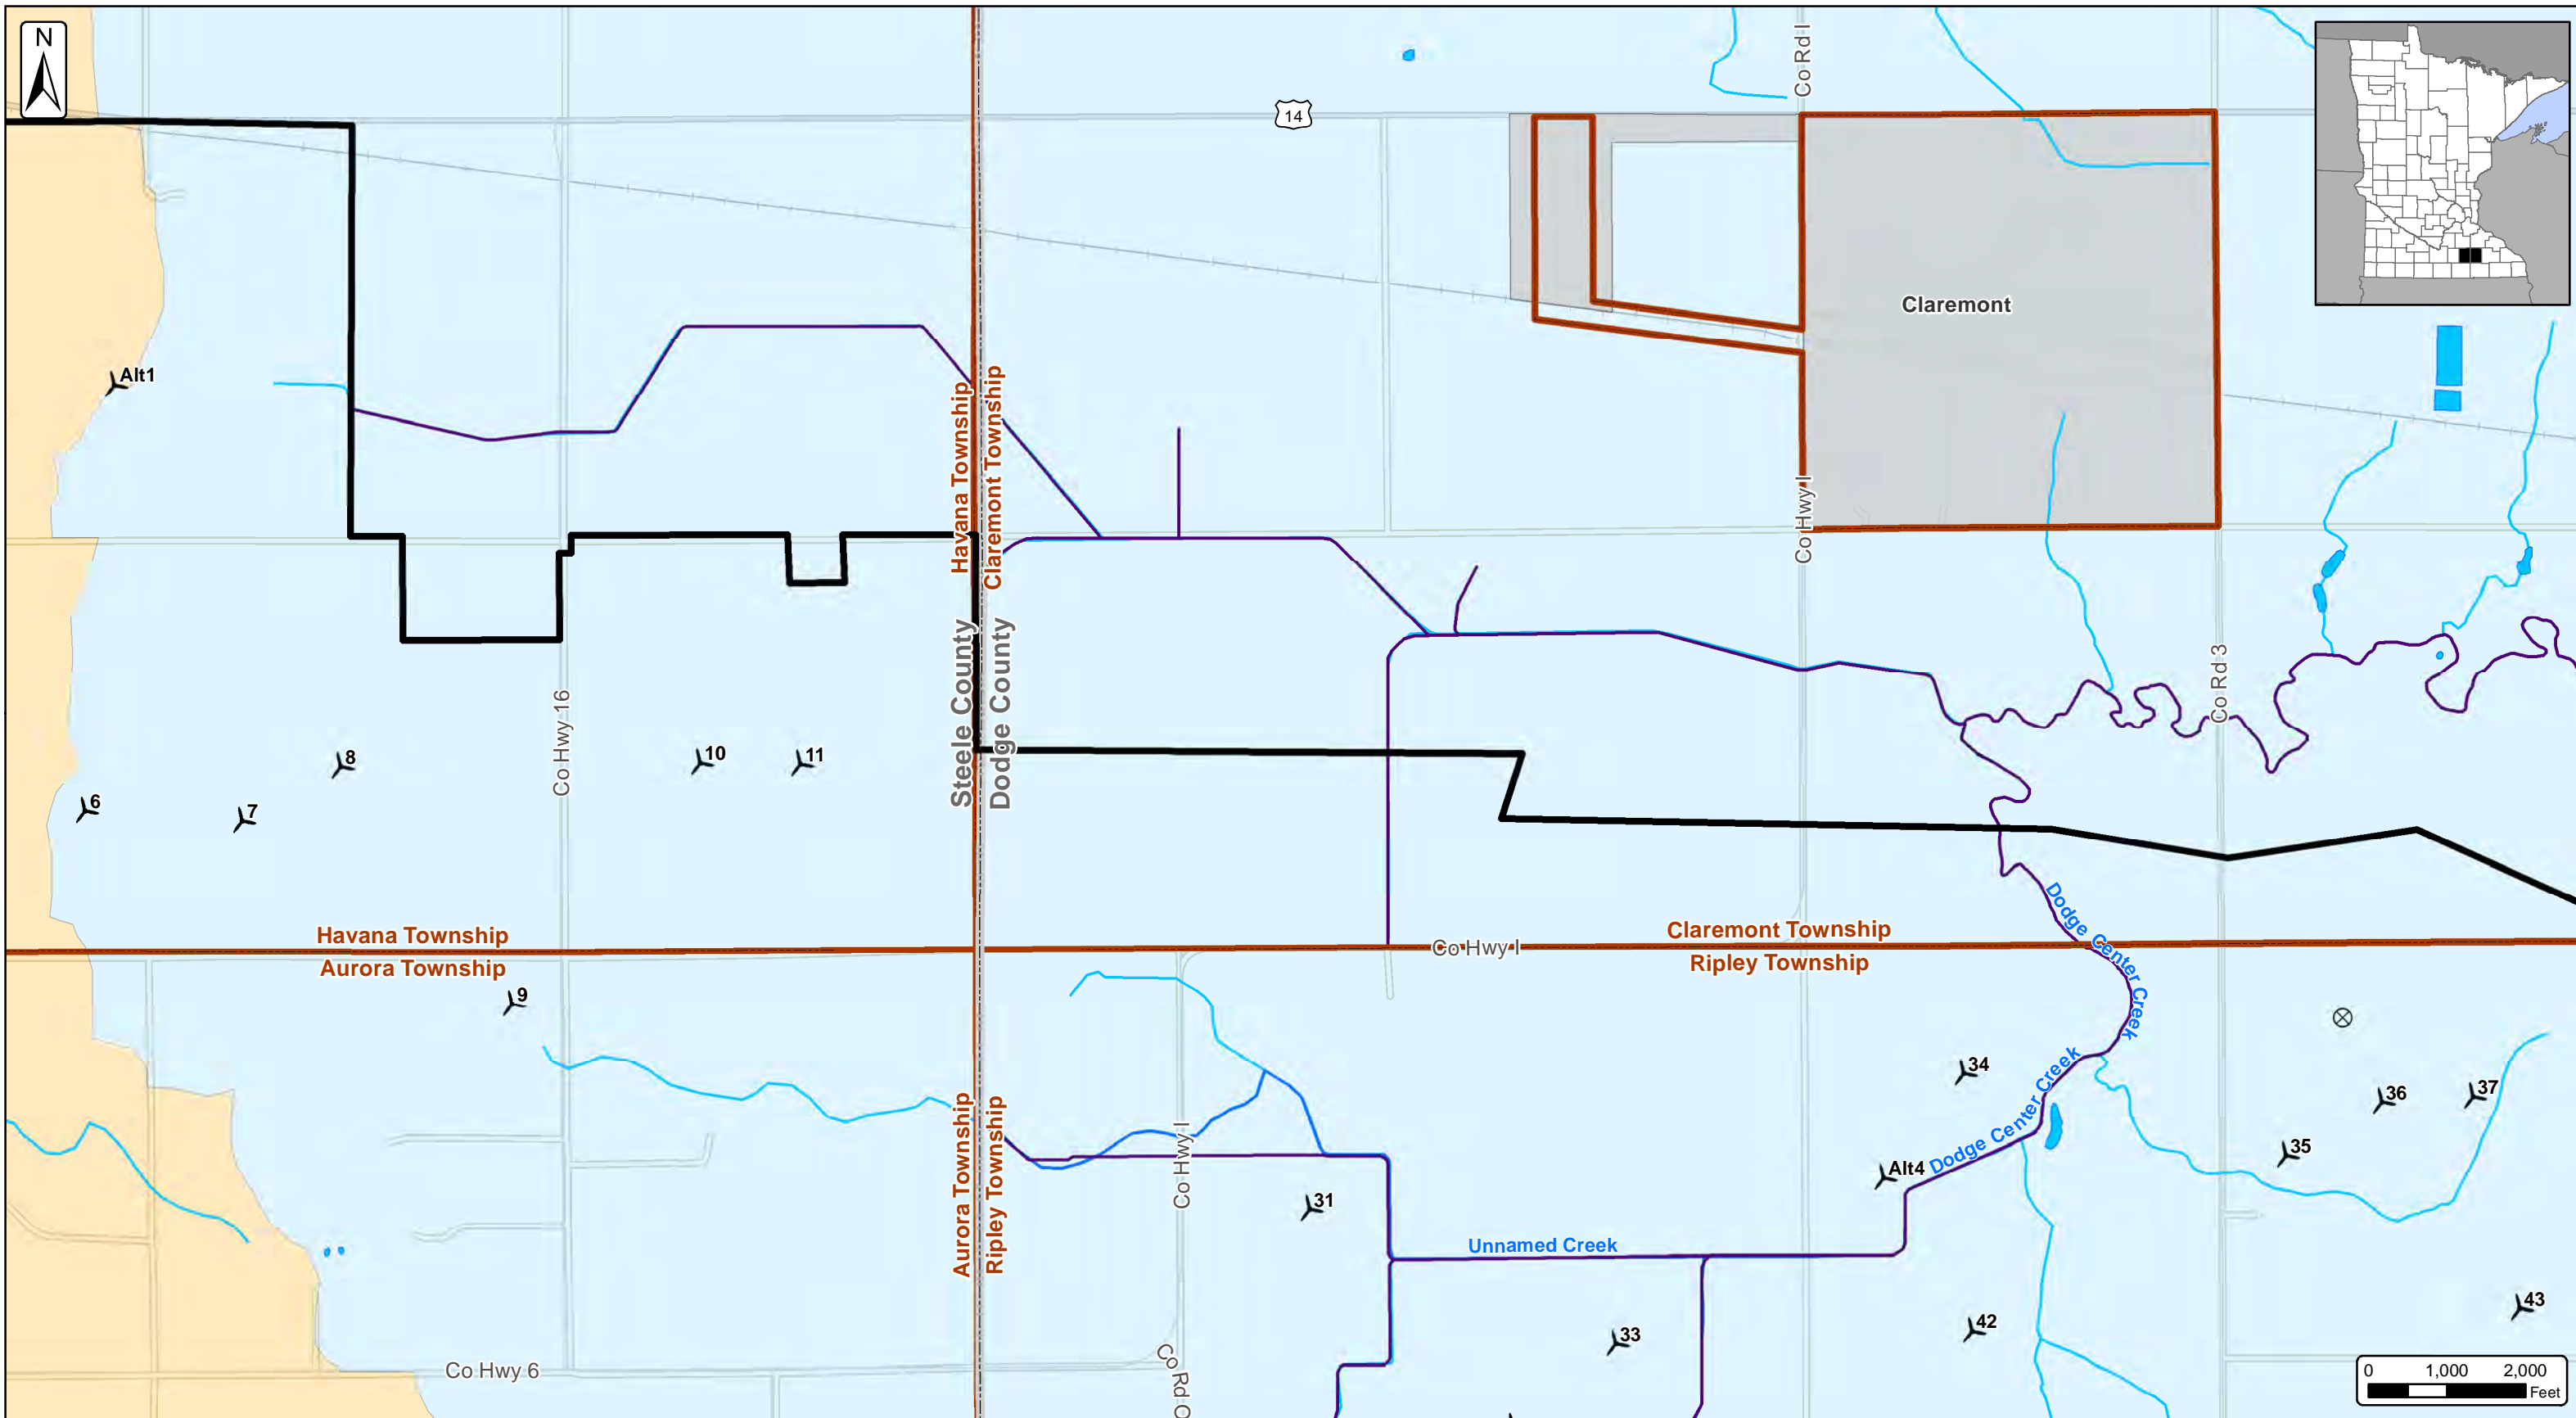 N
Co Rd I
14
Claremont
Alt1
Havana Township
Claremont Township
Co Hwy I
Steele County
Dodge County
Co Hwy 16
Co Rd 3
8
10
11
6
7
Dodge Center Creek
Havana Township
Claremont Township
Co Hwy I
Aurora Township
Ripley Township
9
34
Dodge Center Creek
36
37
Aurora Township
Ripley Township
Co Hwy I
35
Alt4
31
Unnamed Creek
43
42
33
Co Hwy 6
Co Rd O
0 1,000 2,000
Feet